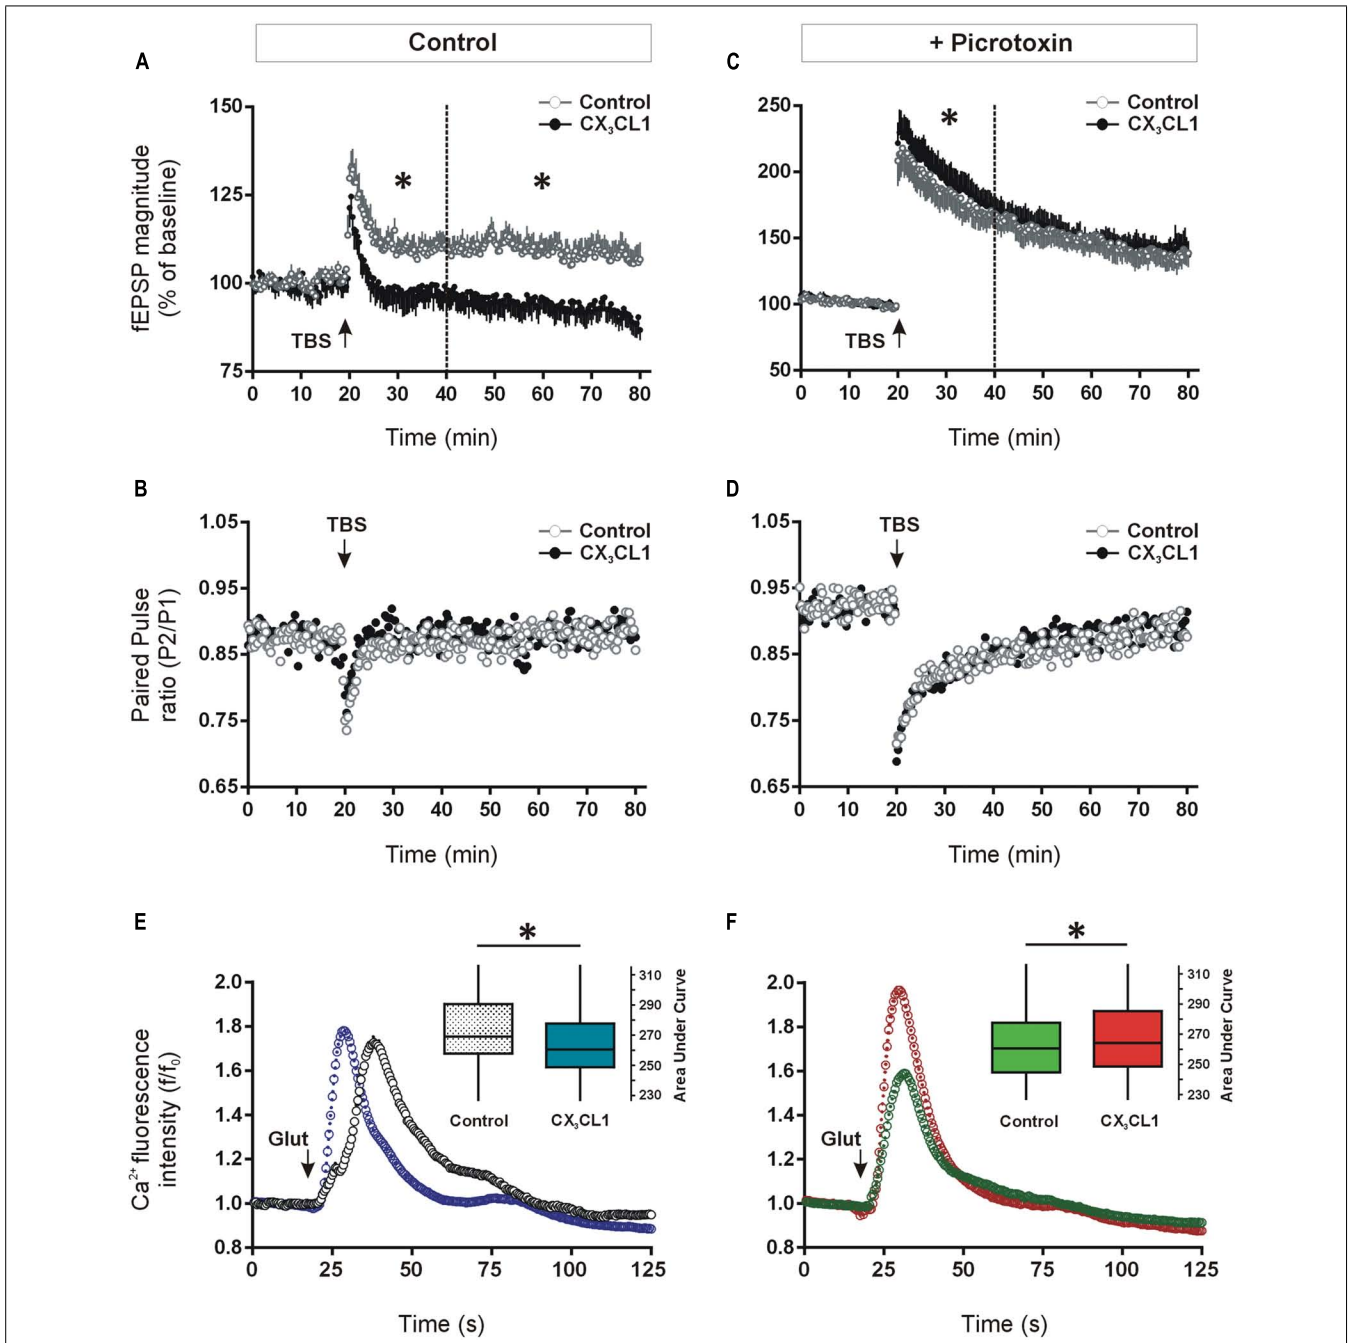 Control
+ Picrotoxin
A
C
Control
CX₃CL1
Control
CX₃CL1
fEPSP magnitude
(% of baseline)
150
125
100
75
*
*
TBS
0 10 20 30 40 50 60 70 80
Time (min)
250
200
150
100
50
*
TBS
0 10 20 30 40 50 60 70 80
Time (min)
B
D
TBS
Control
CX₃CL1
TBS
Control
CX₃CL1
Paired Pulse
ratio (P2/P1)
1.05
0.95
0.85
0.75
0.65
0 10 20 30 40 50 60 70 80
Time (min)
1.05
0.95
0.85
0.75
0.65
0 10 20 30 40 50 60 70 80
Time (min)
E
F
Ca²⁺ fluorescence
intensity (f/f₀)
2.0
1.8
1.6
1.4
1.2
1.0
0.8
Glut
*
310
290
270
250
230
Area Under Curve
Control
CX₃CL1
0 25 50 75 100 125
Time (s)
2.0
1.8
1.6
1.4
1.2
1.0
0.8
Glut
*
310
290
270
250
230
Area Under Curve
Control
CX₃CL1
0 25 50 75 100 125
Time (s)